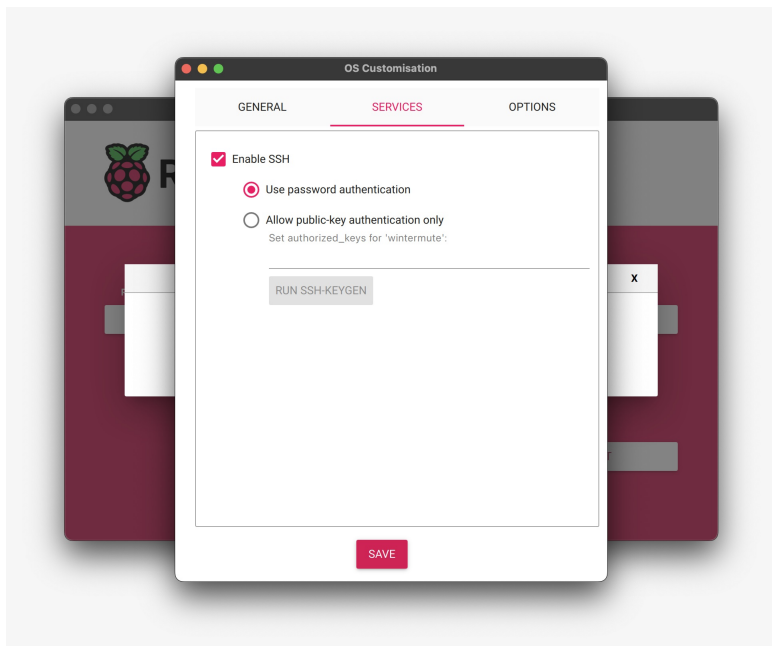 OS Customisation
GENERAL
SERVICES
OPTIONS
Enable SSH
Use password authentication
Allow public-key authentication only
Set authorized_keys for 'wintermute':
RUN SSH-KEYGEN
X
SAVE